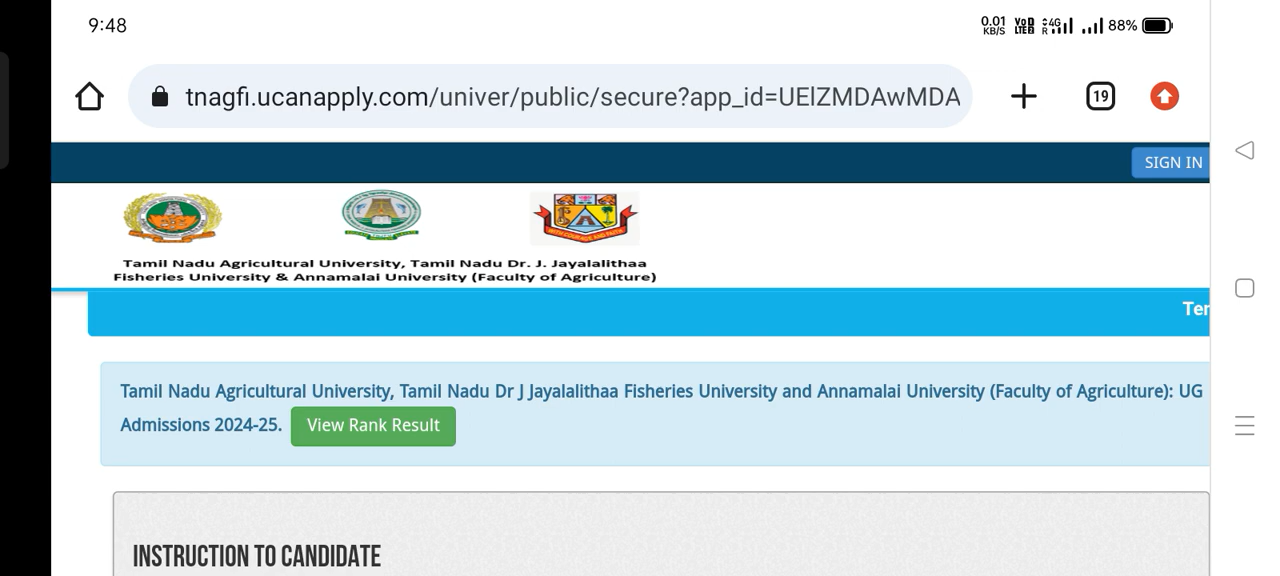 9:48
0.01 KB/S VoD LTE2 4G R 88%
tnagfi.ucanapply.com/univer/public/secure?app_id=UElZMDAwMDA
19
SIGN IN
Tamil Nadu Agricultural University, Tamil Nadu Dr. J. Jayalalithaa
Fisheries University & Annamalai University (Faculty of Agriculture)
Ter
Tamil Nadu Agricultural University, Tamil Nadu Dr J Jayalalithaa Fisheries University and Annamalai University (Faculty of Agriculture): UG
Admissions 2024-25. View Rank Result
INSTRUCTION TO CANDIDATE